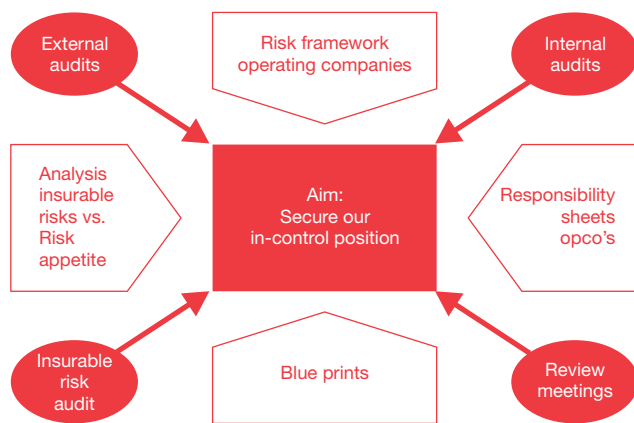 External
audits
Risk framework
operating companies
Internal
audits
Analysis
insurable
risks vs.
Risk
appetite
Aim:
Secure our
in-control position
Responsibility
sheets
opco's
Insurable
risk
audit
Blue prints
Review
meetings